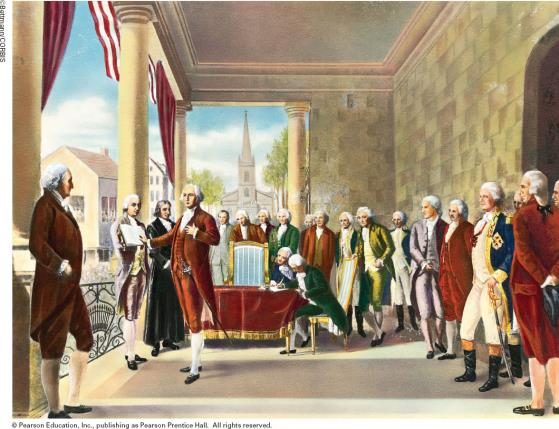 ©Bettmann/CORBIS
© Pearson Education, Inc., publishing as Pearson Prentice Hall. All rights reserved.